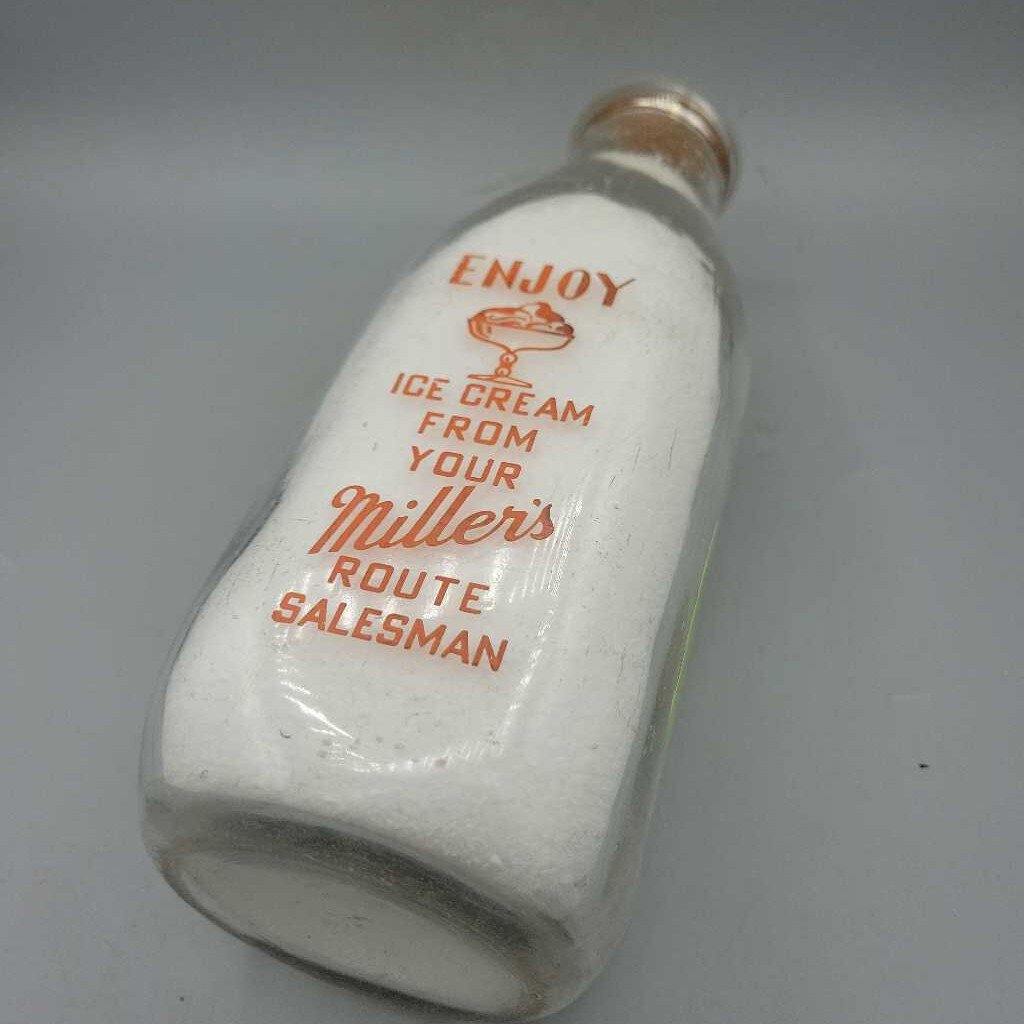 ENJOY
ICE CREAM
FROM
YOUR
Miller's
ROUTE
SALESMAN